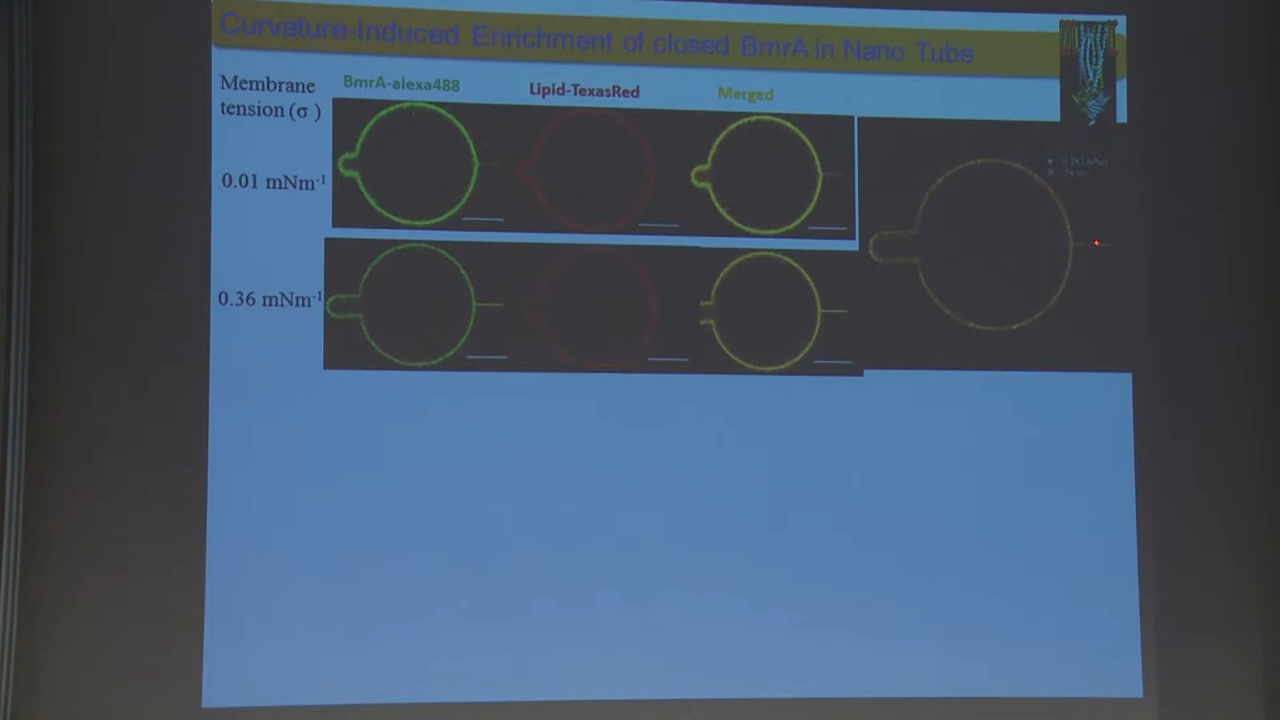 Curvature-Induced Enrichment of closed BmrA in Nano Tube
Membrane
tension (σ )
BmrA-alexa488
Lipid-TexasRed
Merged
0.01 mNm-1
0.36 mNm-1